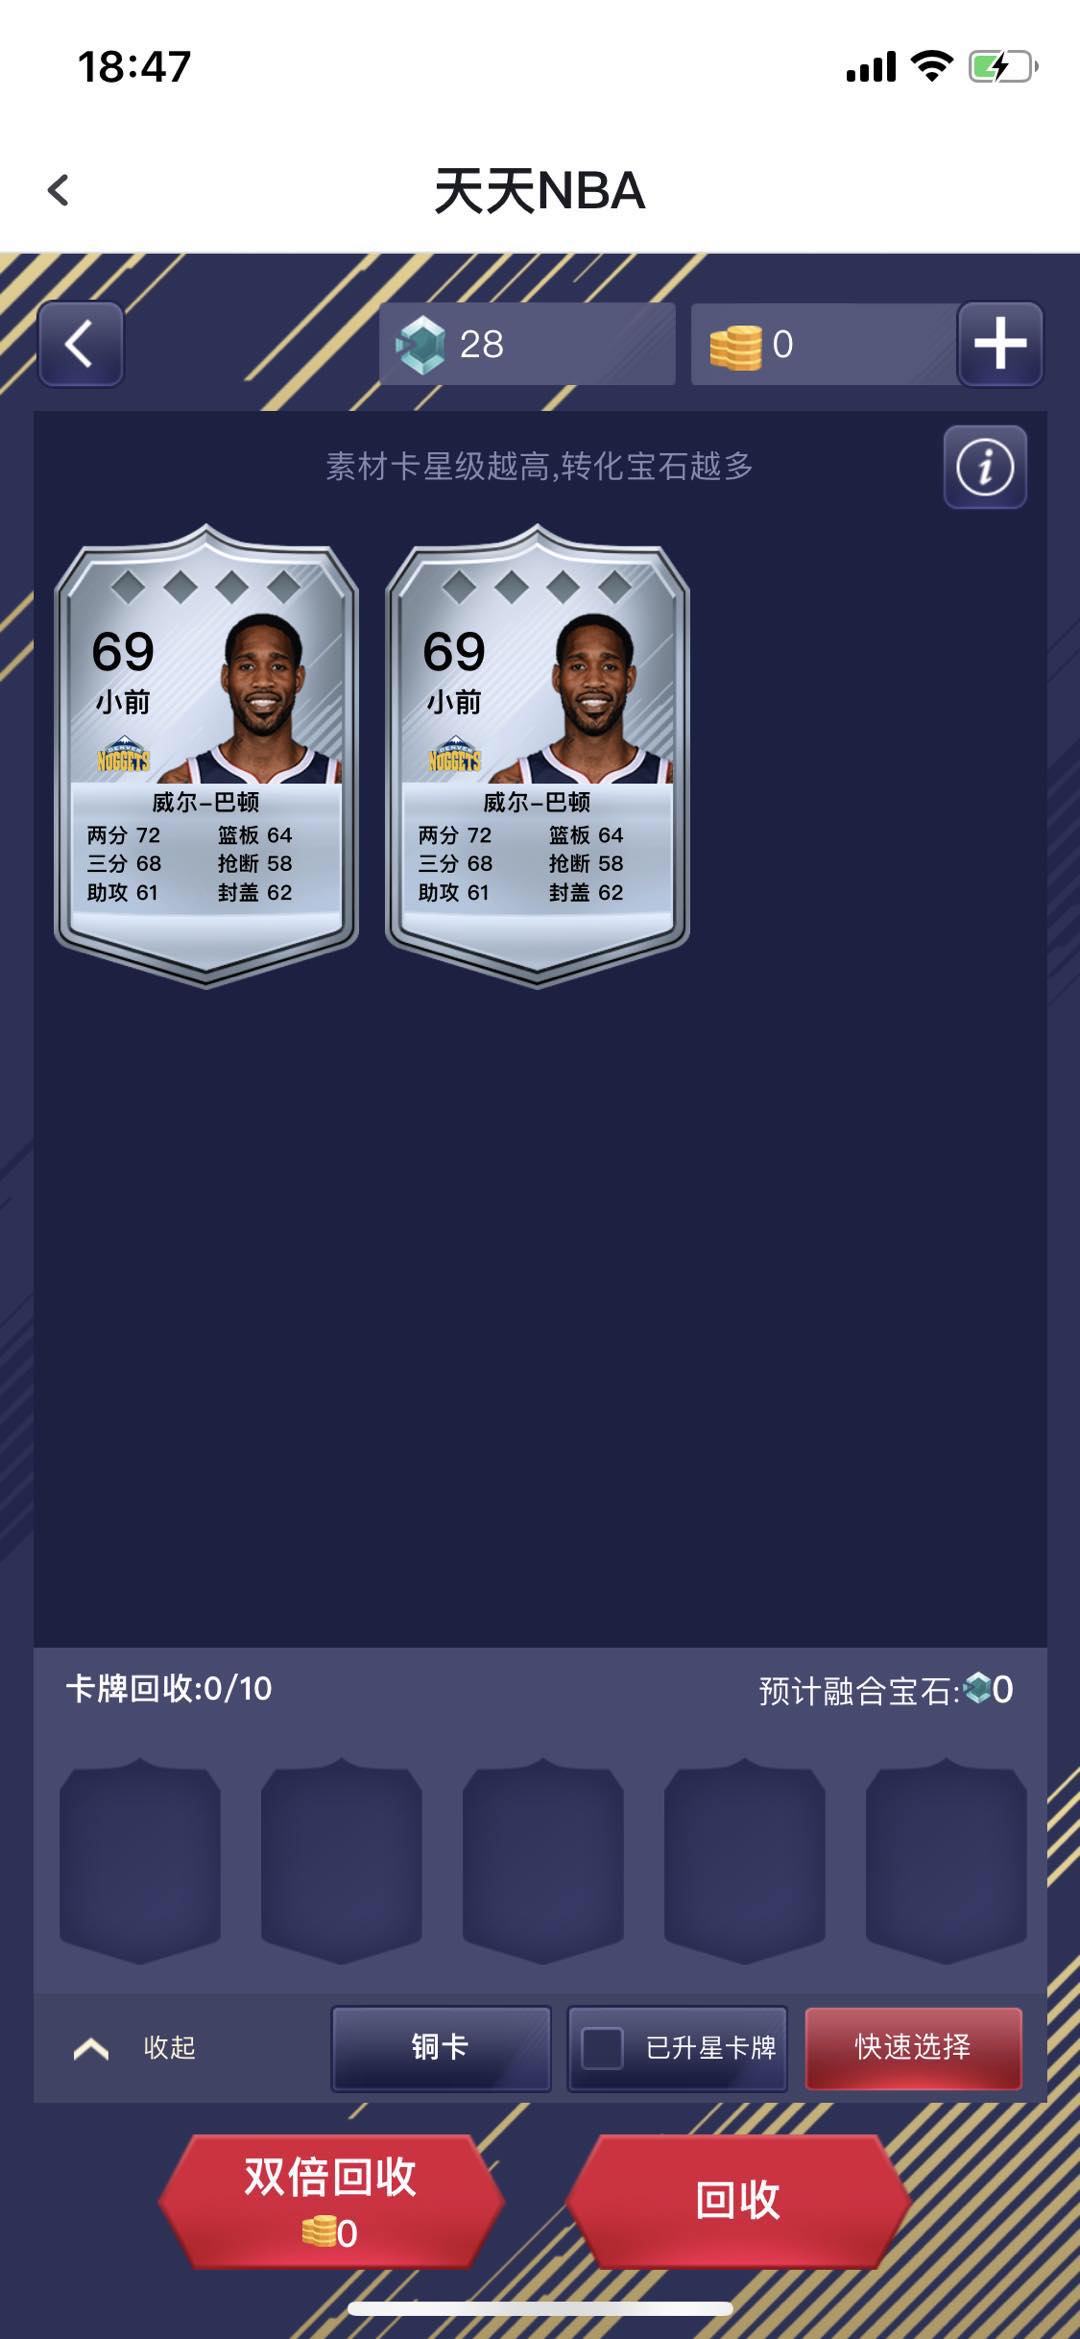 18:47
天天NBA
28
0
素材卡星级越高,转化宝石越多
69
小前
DENVER
NUGGETS
威尔-巴顿
两分 72 篮板 64
三分 68 抢断 58
助攻 61 封盖 62
69
小前
DENVER
NUGGETS
威尔-巴顿
两分 72 篮板 64
三分 68 抢断 58
助攻 61 封盖 62
卡牌回收:0/10
预计融合宝石:0
收起
铜卡
已升星卡牌
快速选择
双倍回收
0
回收